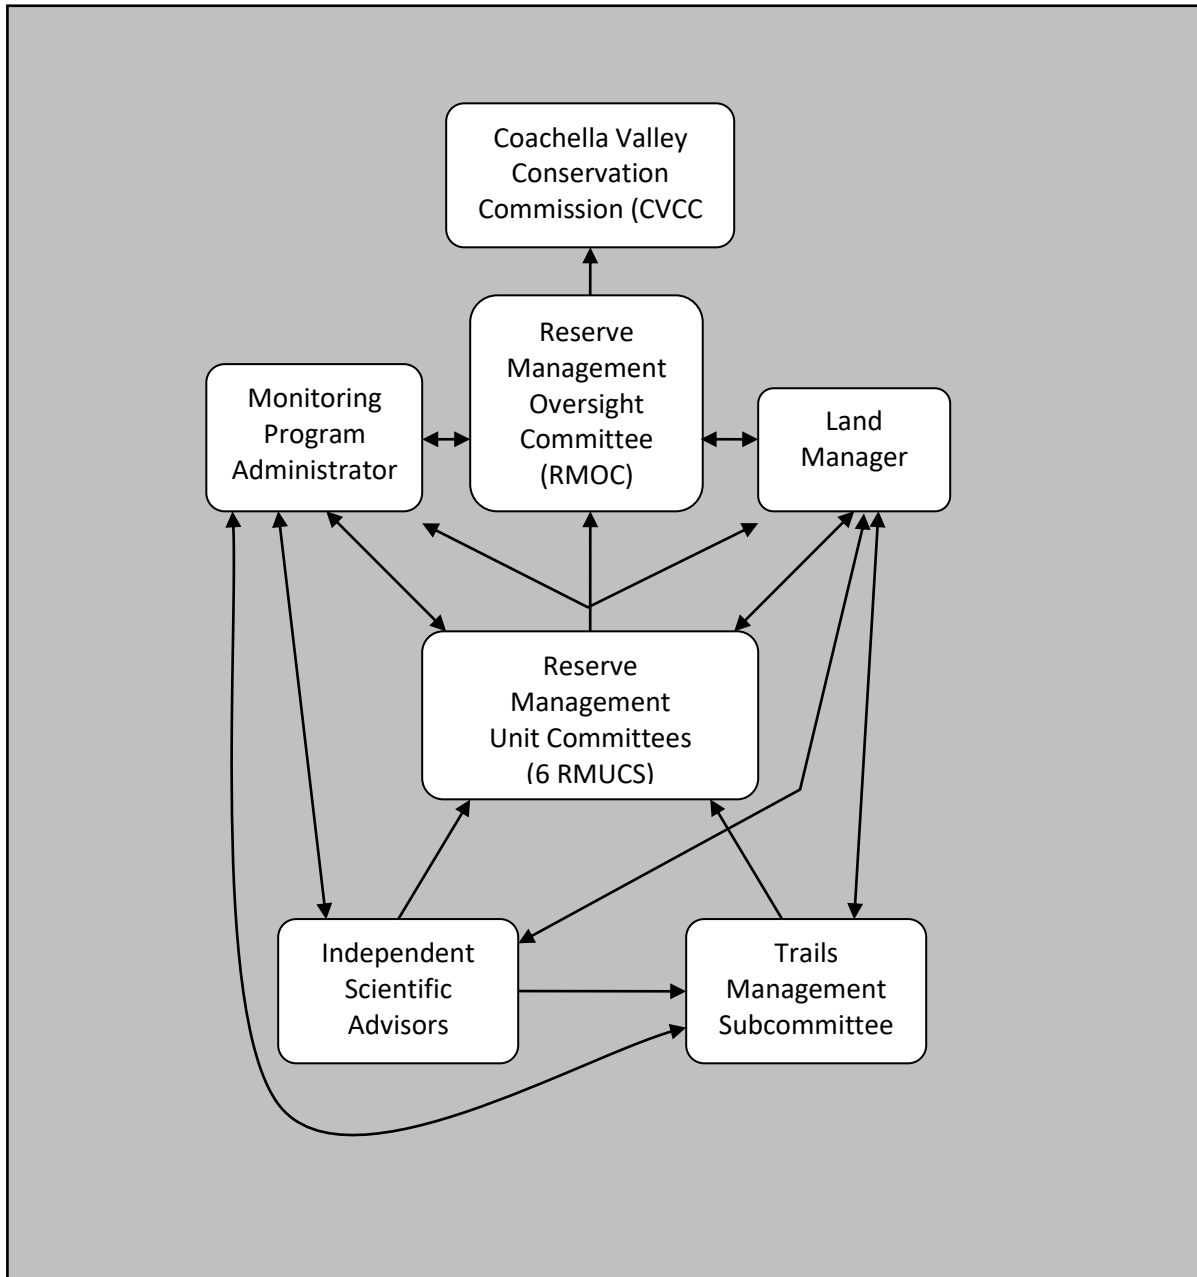 Coachella Valley
Conservation
Commission (CVCC
Reserve
Management
Oversight
Committee
(RMOC)
Monitoring
Program
Administrator
Land
Manager
Reserve
Management
Unit Committees
(6 RMUCS)
Independent
Scientific
Advisors
Trails
Management
Subcommittee